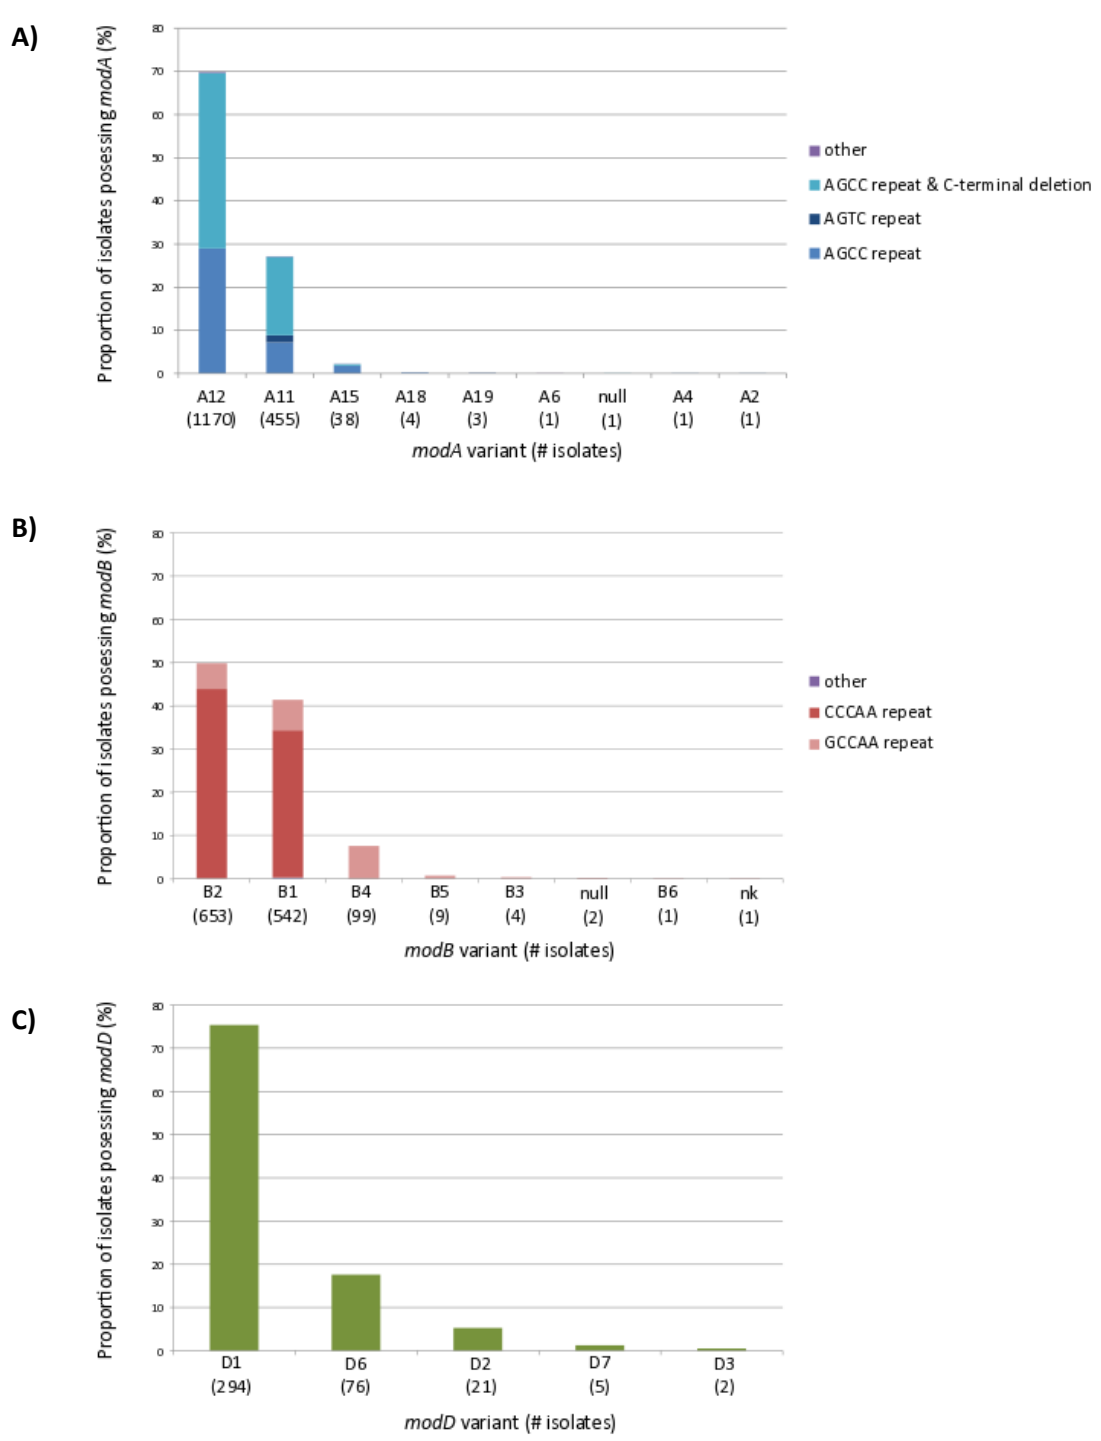 A)
Proportion of isolates posessing modA (%)
80
70
60
50
40
30
20
10
0
A12 A11 A15 A18 A19 A6 null A4 A2
(1170) (455) (38) (4) (3) (1) (1) (1) (1)
modA variant (# isolates)
other
AGCC repeat & C-terminal deletion
AGTC repeat
AGCC repeat
B)
Proportion of isolates posessing modB (%)
80
70
60
50
40
30
20
10
0
B2 B1 B4 B5 B3 null B6 nk
(653) (542) (99) (9) (4) (2) (1) (1)
modB variant (# isolates)
other
CCCAA repeat
GCCAA repeat
C)
Proportion of isolates posessing modD (%)
80
70
60
50
40
30
20
10
0
D1 D6 D2 D7 D3
(294) (76) (21) (5) (2)
modD variant (# isolates)